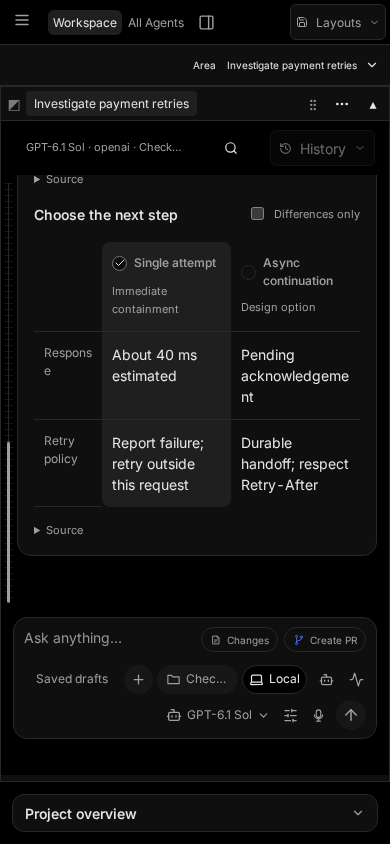 Workspace All Agents Layouts
Area Investigate payment retries
Investigate payment retries
GPT-6.1 Sol · openai · Check... History
Source
Choose the next step Differences only
Single attempt Async
continuation
Immediate
containment
Design option
Respons
e
About 40 ms
estimated
Pending
acknowledgeme
nt
Retry
policy
Report failure;
retry outside
this request
Durable
handoff; respect
Retry-After
Source
Ask anything... Changes Create PR
Saved drafts Chec... Local
GPT-6.1 Sol
Project overview